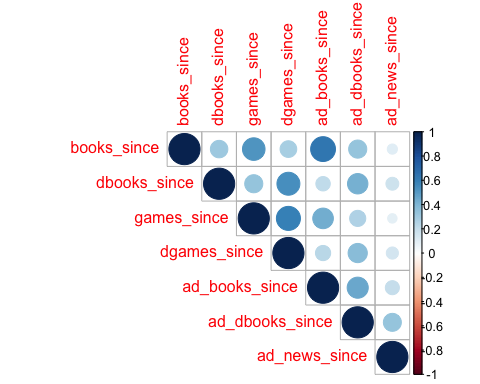 books_since
dbooks_since
games_since
dgames_since
ad_books_since
ad_dbooks_since
ad_news_since
books_since
dbooks_since
games_since
dgames_since
ad_books_since
ad_dbooks_since
ad_news_since
1
0.8
0.6
0.4
0.2
0
-0.2
-0.4
-0.6
-0.8
-1